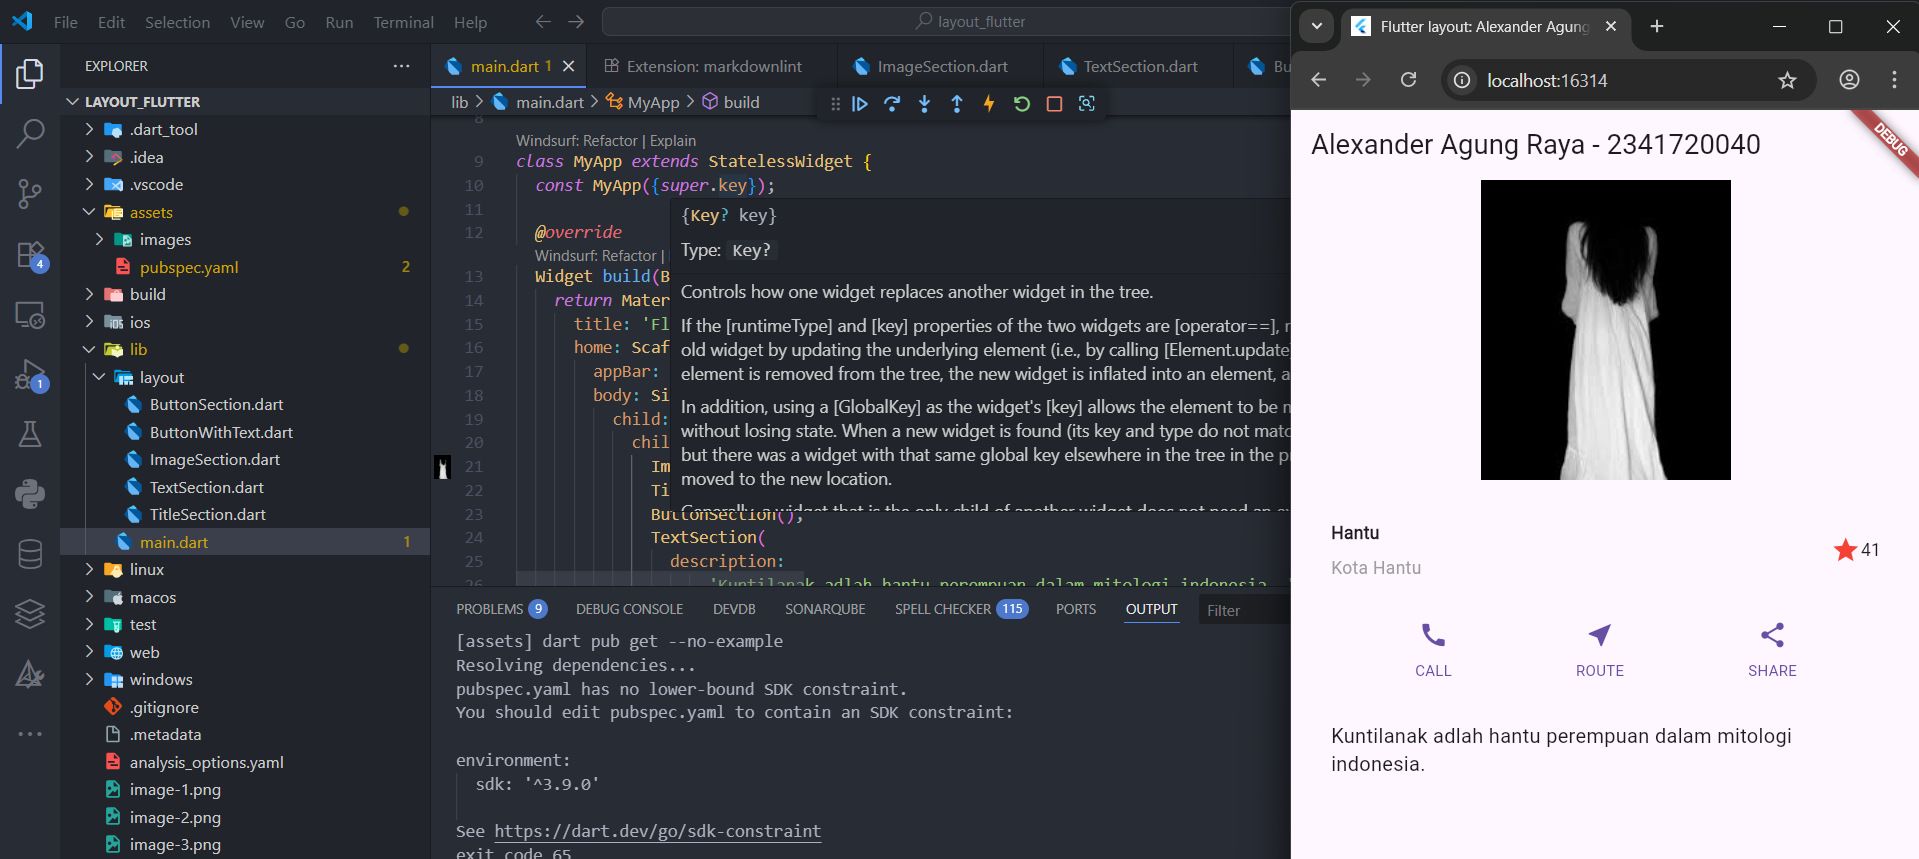 File Edit Selection View Go Run Terminal Help
layout_flutter
EXPLORER
LAYOUT_FLUTTER
.dart_tool
.idea
.vscode
assets
images
pubspec.yaml 2
build
ios
lib
layout
ButtonSection.dart
ButtonWithText.dart
ImageSection.dart
TextSection.dart
TitleSection.dart
main.dart 1
linux
macos
test
web
windows
.gitignore
.metadata
analysis_options.yaml
image-1.png
image-2.png
image-3.png
4
1
main.dart 1 Extension: markdownlint ImageSection.dart TextSection.dart Bu
lib > main.dart > MyApp > build
8
Windsurf: Refactor | Explain
9 class MyApp extends StatelessWidget {
10 const MyApp({super.key});
11
12 @override
Windsurf: Refactor |
13 Widget build(B
14 return Mater
15 title: 'Fl
16 home: Scaf
17 appBar:
18 body: Si
19 child:
20 chil
21 Im
22 Ti
23 ButtonSection(),
24 TextSection(
25 description:
26 'Kuntilanak adlah hantu perempuan dalam mitologi indonesia. '
{Key? key}
Type: Key?
Controls how one widget replaces another widget in the tree.
If the [runtimeType] and [key] properties of the two widgets are [operator==], r
old widget by updating the underlying element (i.e., by calling [Element.update]
element is removed from the tree, the new widget is inflated into an element, a
In addition, using a [GlobalKey] as the widget's [key] allows the element to be m
without losing state. When a new widget is found (its key and type do not matc
but there was a widget with that same global key elsewhere in the tree in the p
moved to the new location.
Generally, a widget that is the only child of another widget does not need an ex
PROBLEMS 9 DEBUG CONSOLE DEVDB SONARQUBE SPELL CHECKER 115 PORTS OUTPUT Filter
[assets] dart pub get --no-example
Resolving dependencies...
pubspec.yaml has no lower-bound SDK constraint.
You should edit pubspec.yaml to contain an SDK constraint:
environment:
sdk: '^3.9.0'
See https://dart.dev/go/sdk-constraint
exit code 65
Flutter layout: Alexander Agung
localhost:16314
DEBUG
Alexander Agung Raya - 2341720040
Hantu
Kota Hantu
41
CALL ROUTE SHARE
Kuntilanak adlah hantu perempuan dalam mitologi
indonesia.